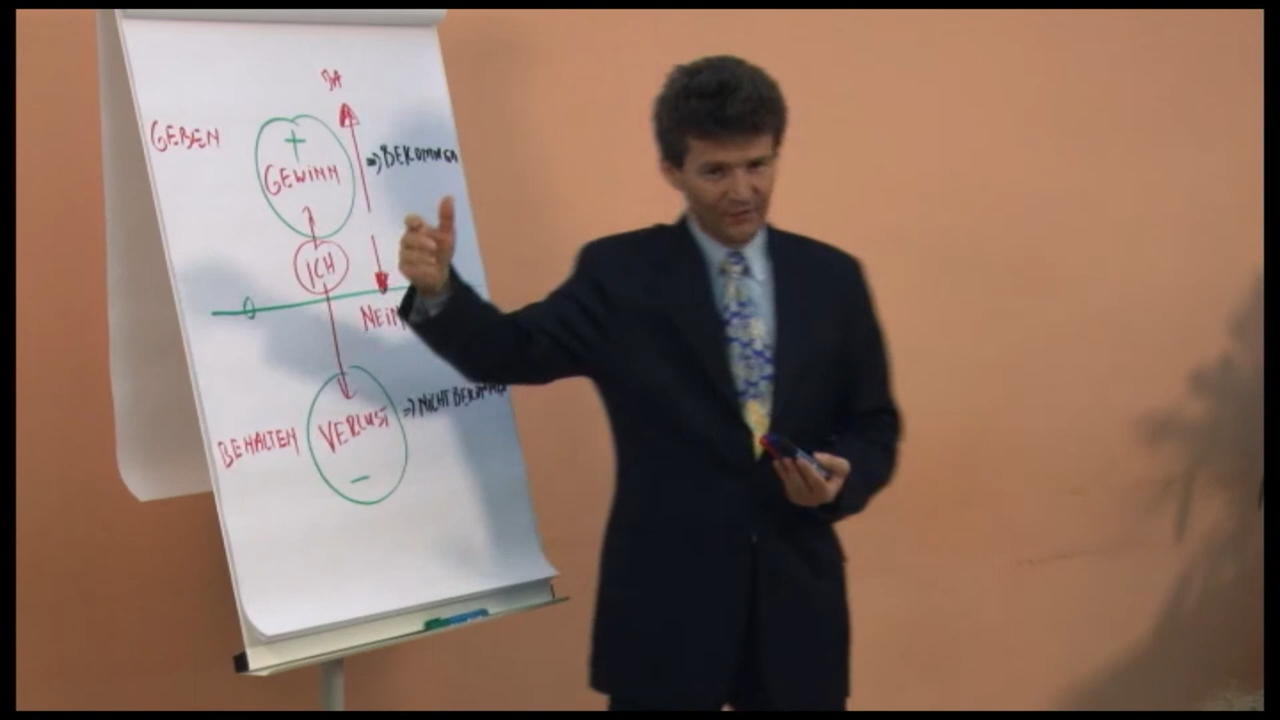 JA
GEBEN
+
GEWINN
=> BEKOMMEN
ICH
0
NEIN
BEHALTEN
VERLUST
=> NICHT BEKOMMEN
-